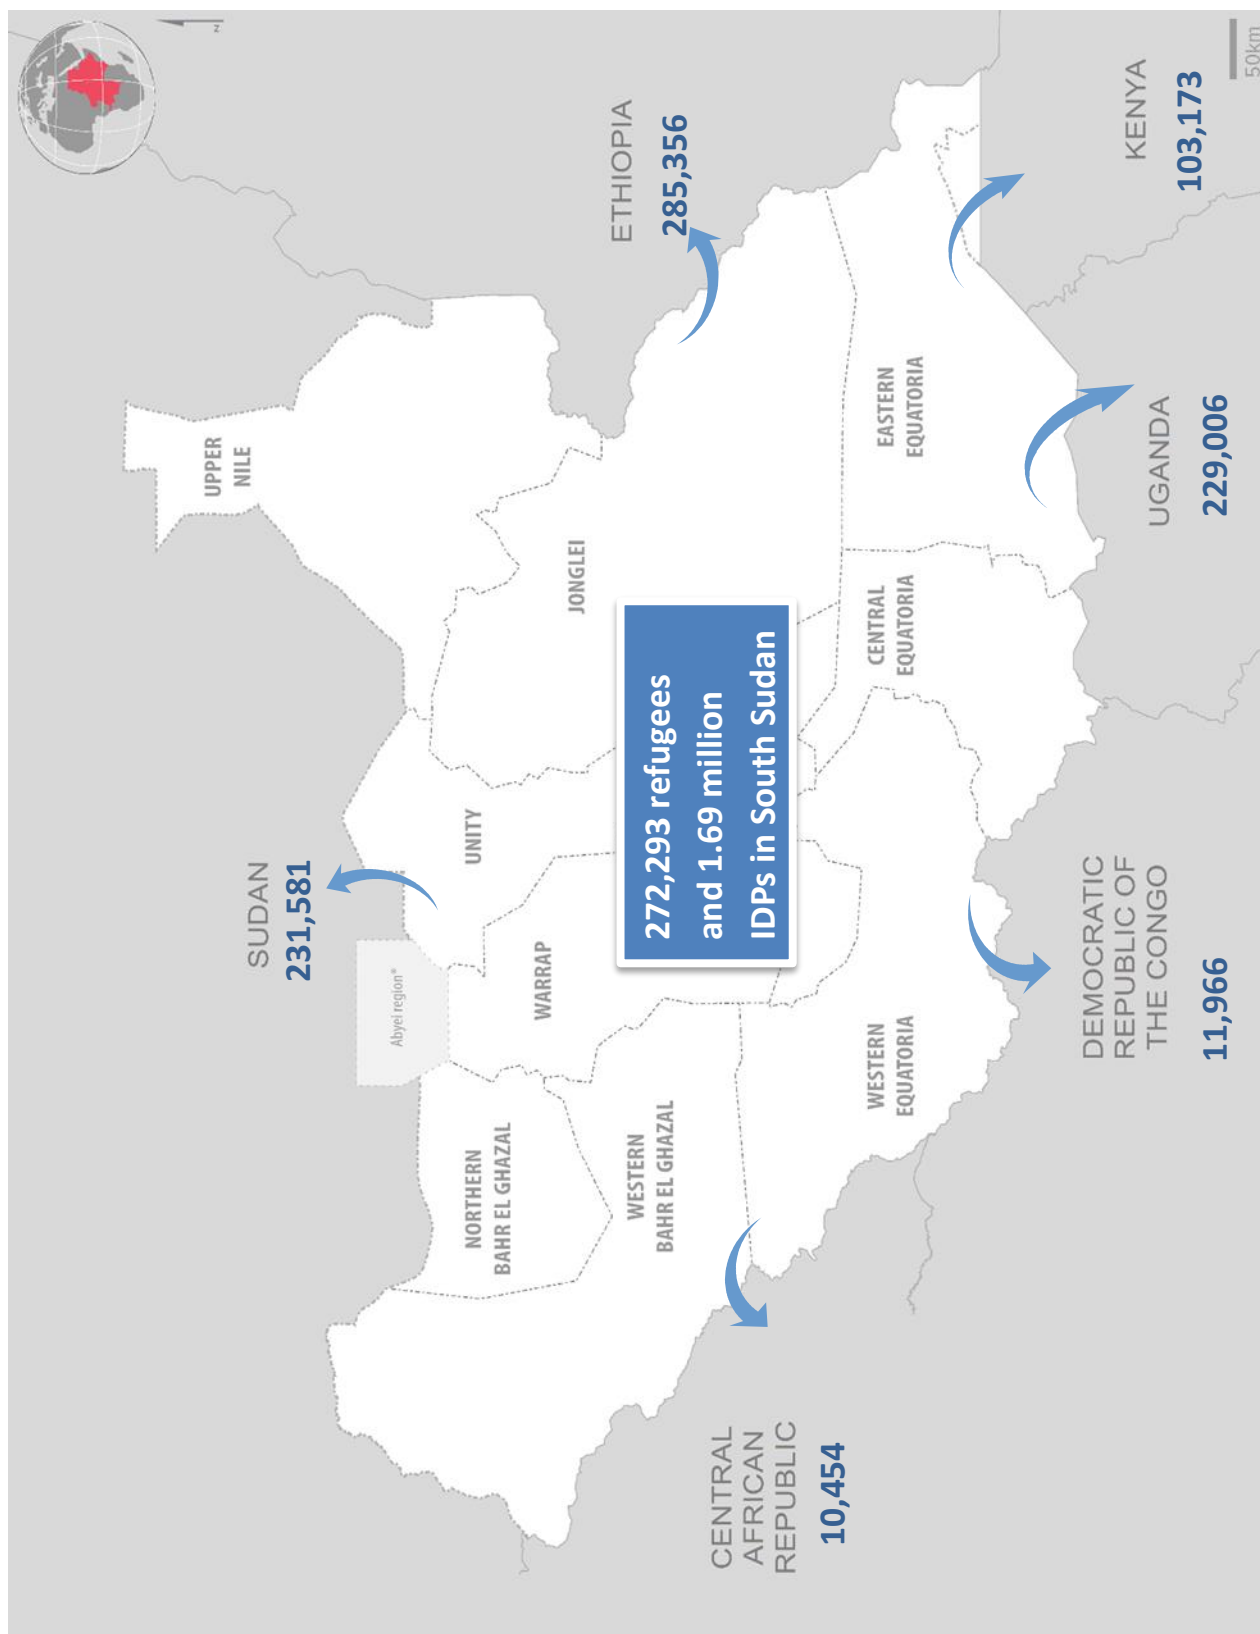 N
SUDAN
231,581
ETHIOPIA
285,356
UPPER
NILE
Abyei region*
UNITY
JONGLEI
NORTHERN
BAHR EL GHAZAL
WARRAP
WESTERN
BAHR EL GHAZAL
272,293 refugees
and 1.69 million
IDPs in South Sudan
CENTRAL
AFRICAN
REPUBLIC
10,454
WESTERN
EQUATORIA
CENTRAL
EQUATORIA
EASTERN
EQUATORIA
DEMOCRATIC
REPUBLIC OF
THE CONGO
11,966
UGANDA
229,006
KENYA
103,173
50km